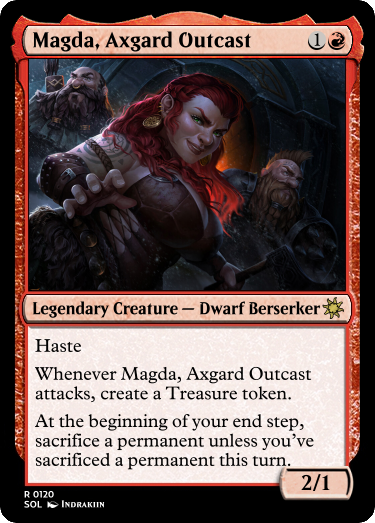 Magda, Axgard Outcast 1
Legendary Creature — Dwarf Berserker
Haste
Whenever Magda, Axgard Outcast
attacks, create a Treasure token.
At the beginning of your end step,
sacrifice a permanent unless you’ve
sacrificed a permanent this turn.
2/1
R 0120
SOL Indrakiin